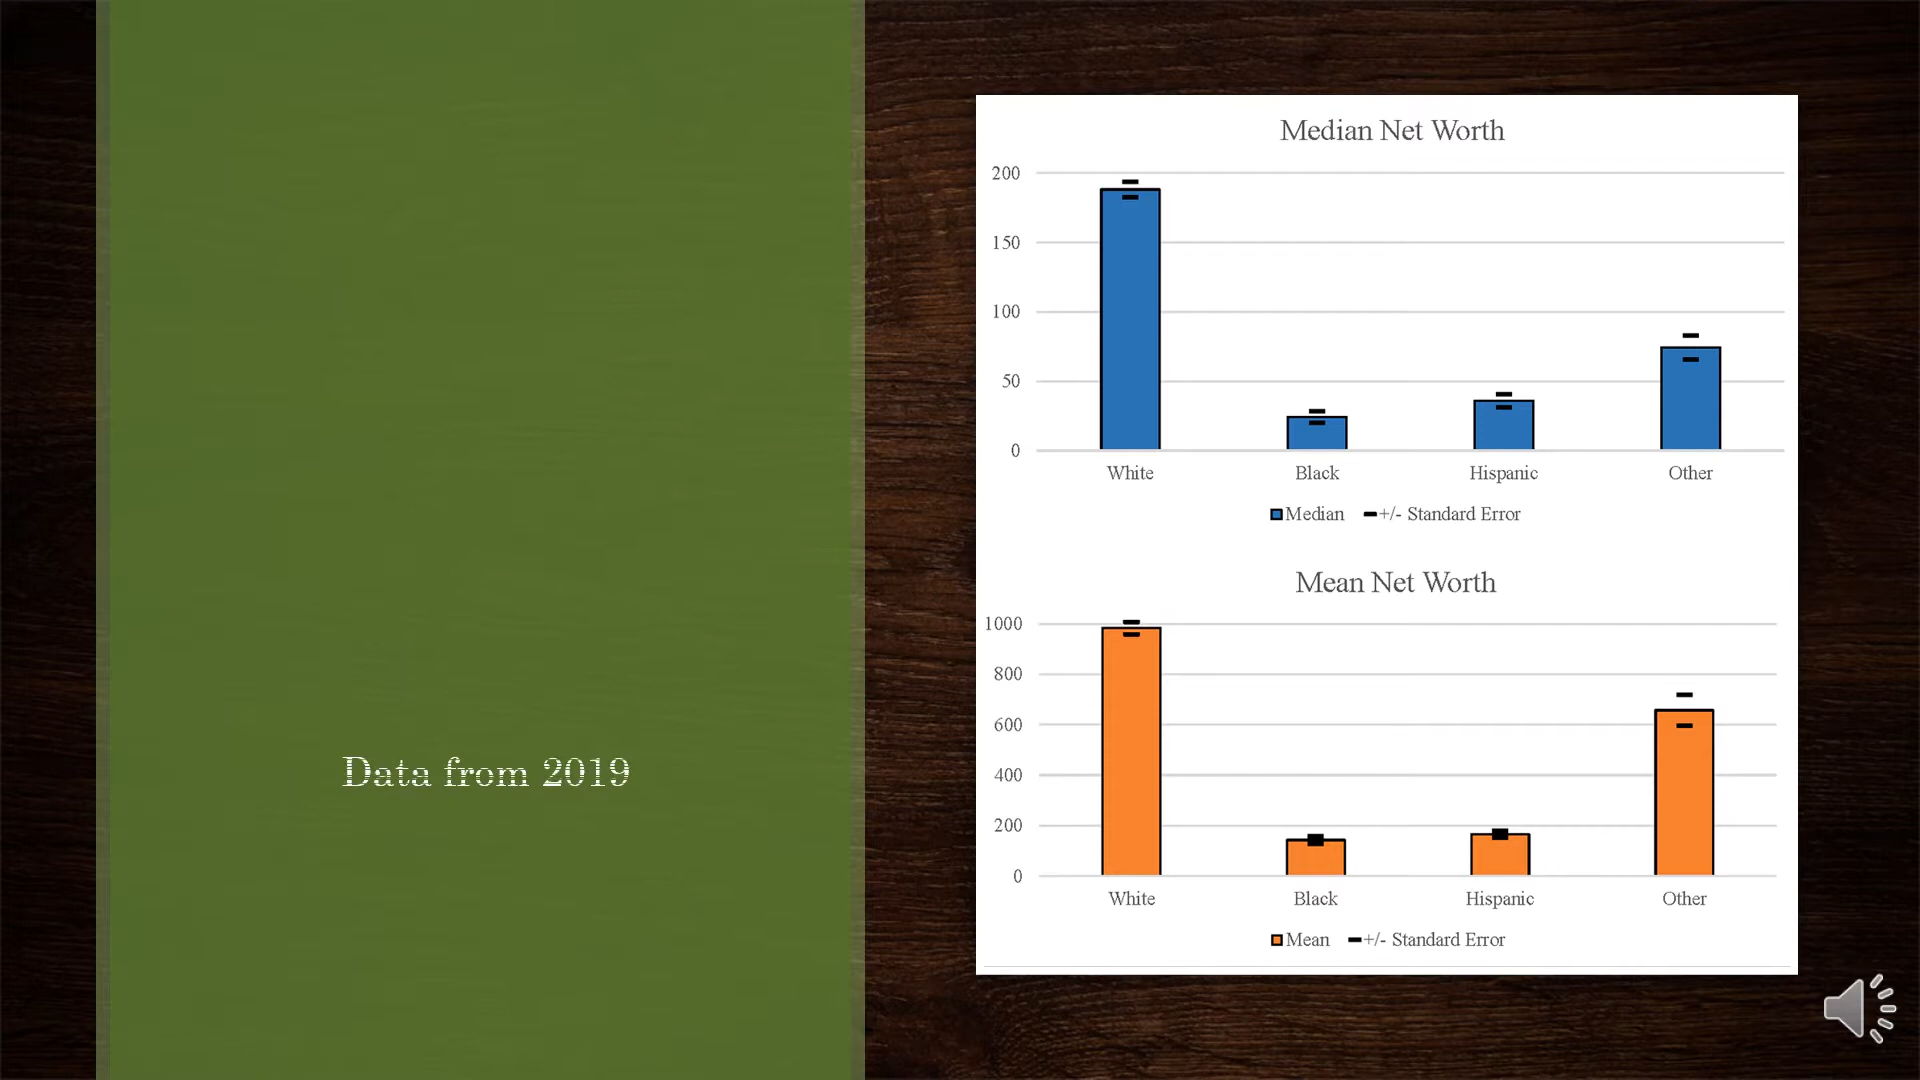 Data from 2019
Median Net Worth
200
150
100
50
0
White Black Hispanic Other
Median +/- Standard Error
Mean Net Worth
1000
800
600
400
200
0
White Black Hispanic Other
Mean +/- Standard Error